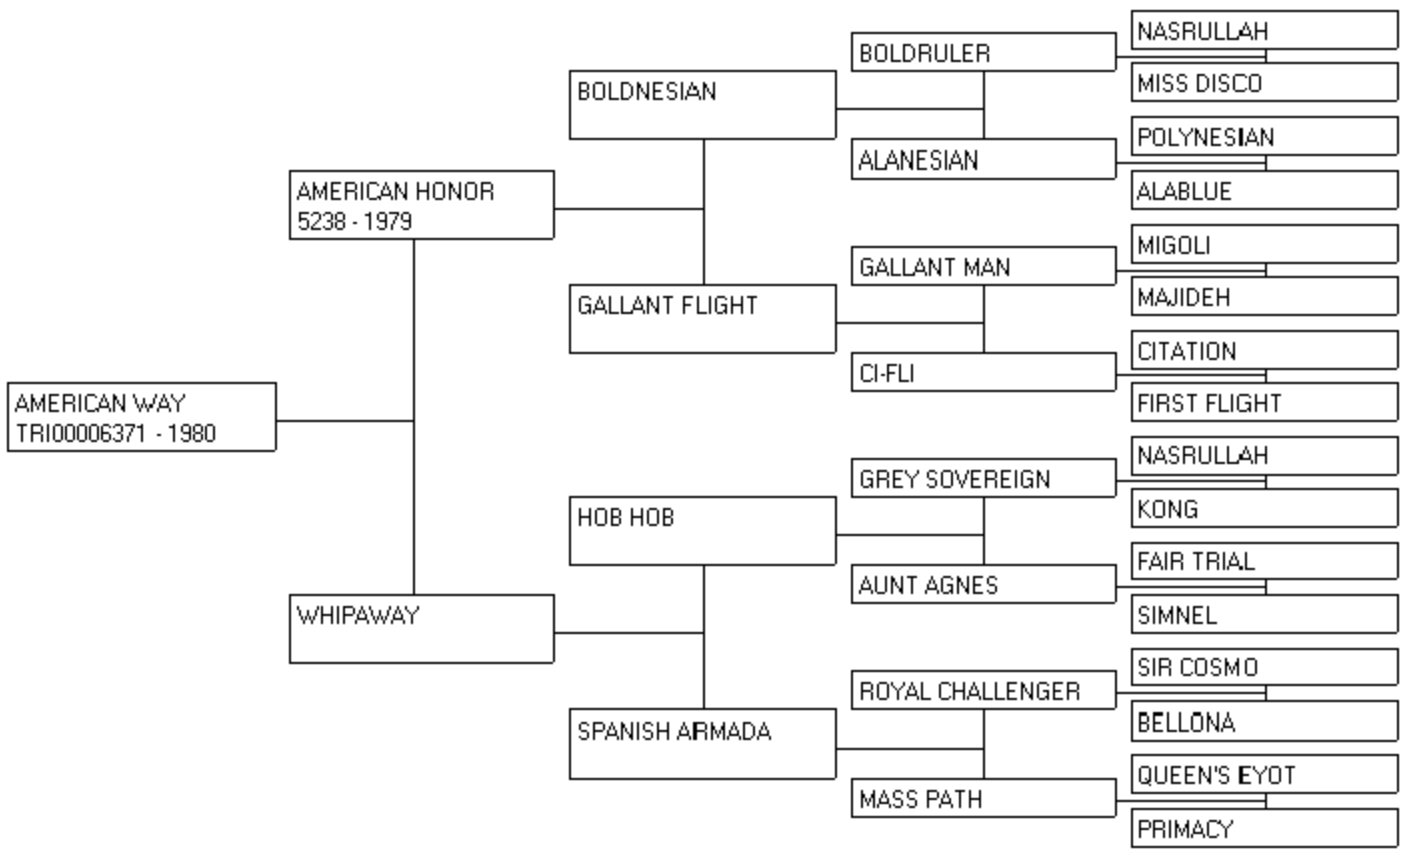 NASRULLAH
BOLDRULER
MISS DISCO
BOLDNESIAN
POLYNESIAN
ALANESIAN
ALABLUE
AMERICAN HONOR
5238 - 1979
MIGOLI
GALLANT MAN
MAJIDEH
GALLANT FLIGHT
CITATION
CI-FLI
FIRST FLIGHT
AMERICAN WAY
TRI00006371 - 1980
NASRULLAH
GREY SOVEREIGN
KONG
HOB HOB
FAIR TRIAL
AUNT AGNES
SIMNEL
WHIPAWAY
SIR COSMO
ROYAL CHALLENGER
BELLONA
SPANISH ARMADA
QUEEN'S EYOT
MASS PATH
PRIMACY